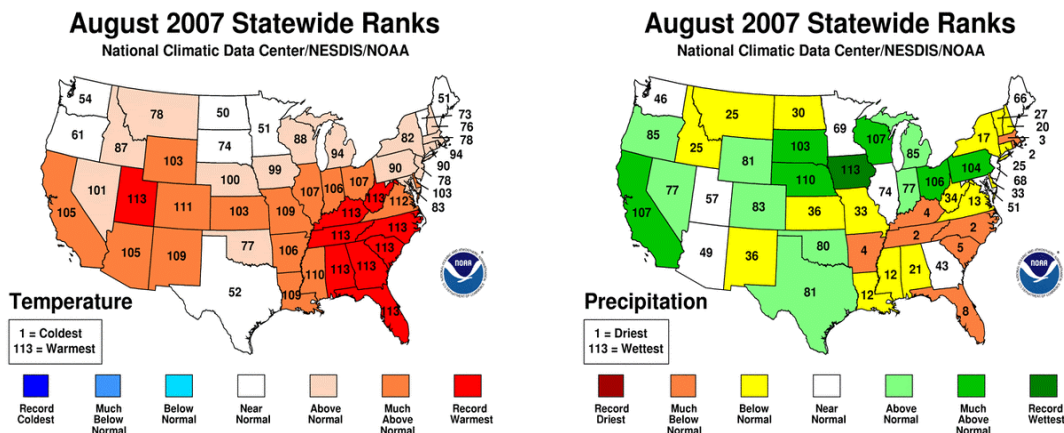 August 2007 Statewide Ranks
National Climatic Data Center/NESDIS/NOAA
54
78
50
51
51
61
87
103
74
88
94
82
73
76
78
78
94
90
78
103
83
105
101
113
111
100
99
107
106
107
90
113
112
103
109
113
113
105
109
77
106
113
113
52
109
110
113
113
113
NOAA
Temperature
1 = Coldest
113 = Warmest
Record
Coldest
Much
Below
Normal
Below
Normal
Near
Normal
Above
Normal
Much
Above
Normal
Record
Warmest
August 2007 Statewide Ranks
National Climatic Data Center/NESDIS/NOAA
46
25
30
69
66
85
25
81
103
107
85
17
27
20
3
2
25
68
33
51
107
77
57
83
110
113
74
77
106
104
34
13
36
33
4
2
2
49
36
80
4
5
81
12
12
21
43
8
NOAA
Precipitation
1 = Driest
113 = Wettest
Record
Driest
Much
Below
Normal
Below
Normal
Near
Normal
Above
Normal
Much
Above
Normal
Record
Wettest